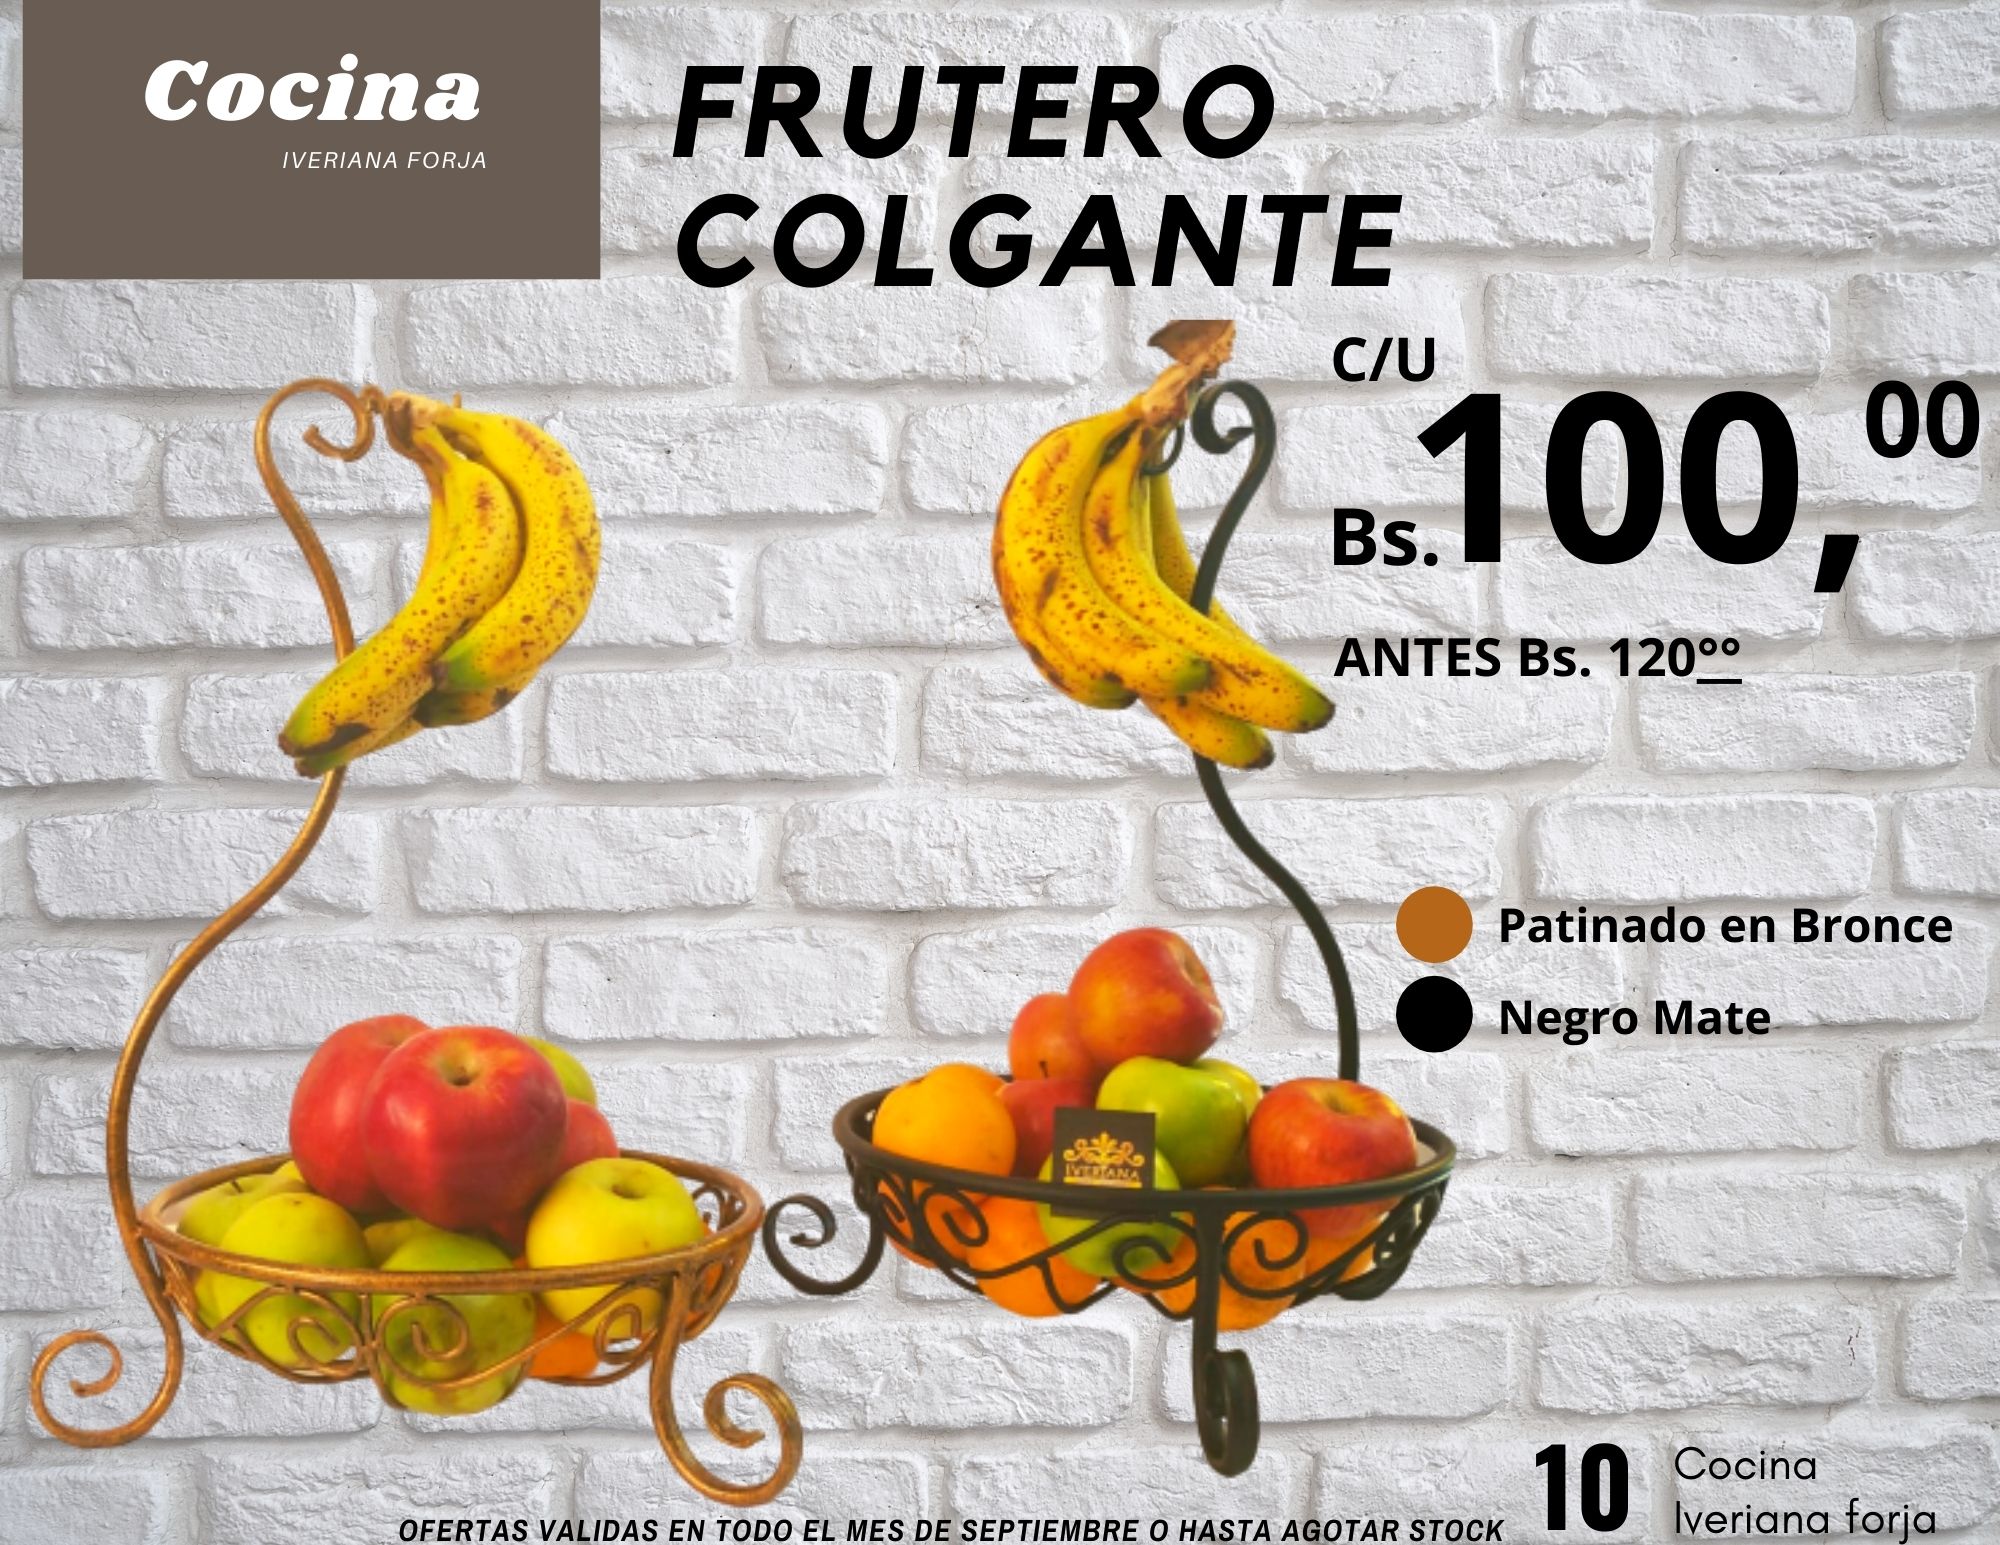 Cocina
IVERIANA FORJA
FRUTERO
COLGANTE
C/U
Bs.100,00
ANTES Bs. 120°°
Patinado en Bronce
Negro Mate
IVERIANA
10
Cocina
Iveriana forja
OFERTAS VALIDAS EN TODO EL MES DE SEPTIEMBRE O HASTA AGOTAR STOCK